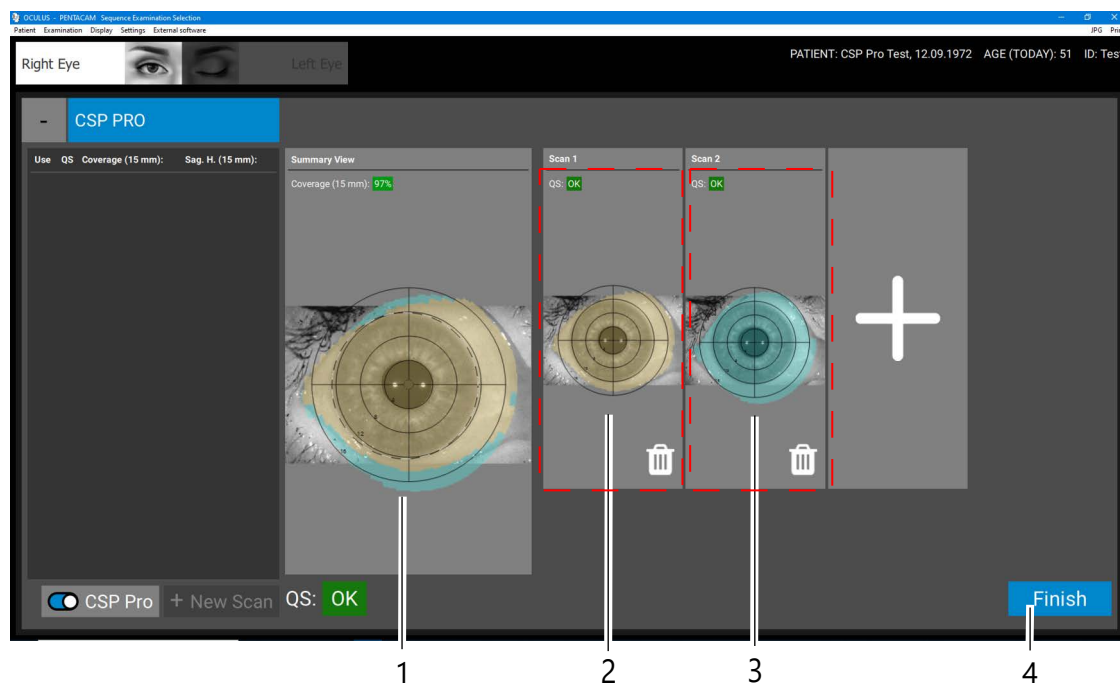 OCULUS - PENTACAM Sequence Examination Selection
Patient Examination Display Settings External software JPG Prin
Right Eye Left Eye PATIENT: CSP Pro Test, 12.09.1972 AGE (TODAY): 51 ID: Test
- CSP PRO
Use QS Coverage (15 mm): Sag. H. (15 mm): Summary View Scan 1 Scan 2
Coverage (15 mm): 97% QS: OK QS: OK
CSP Pro + New Scan QS: OK Finish
1 2 3 4